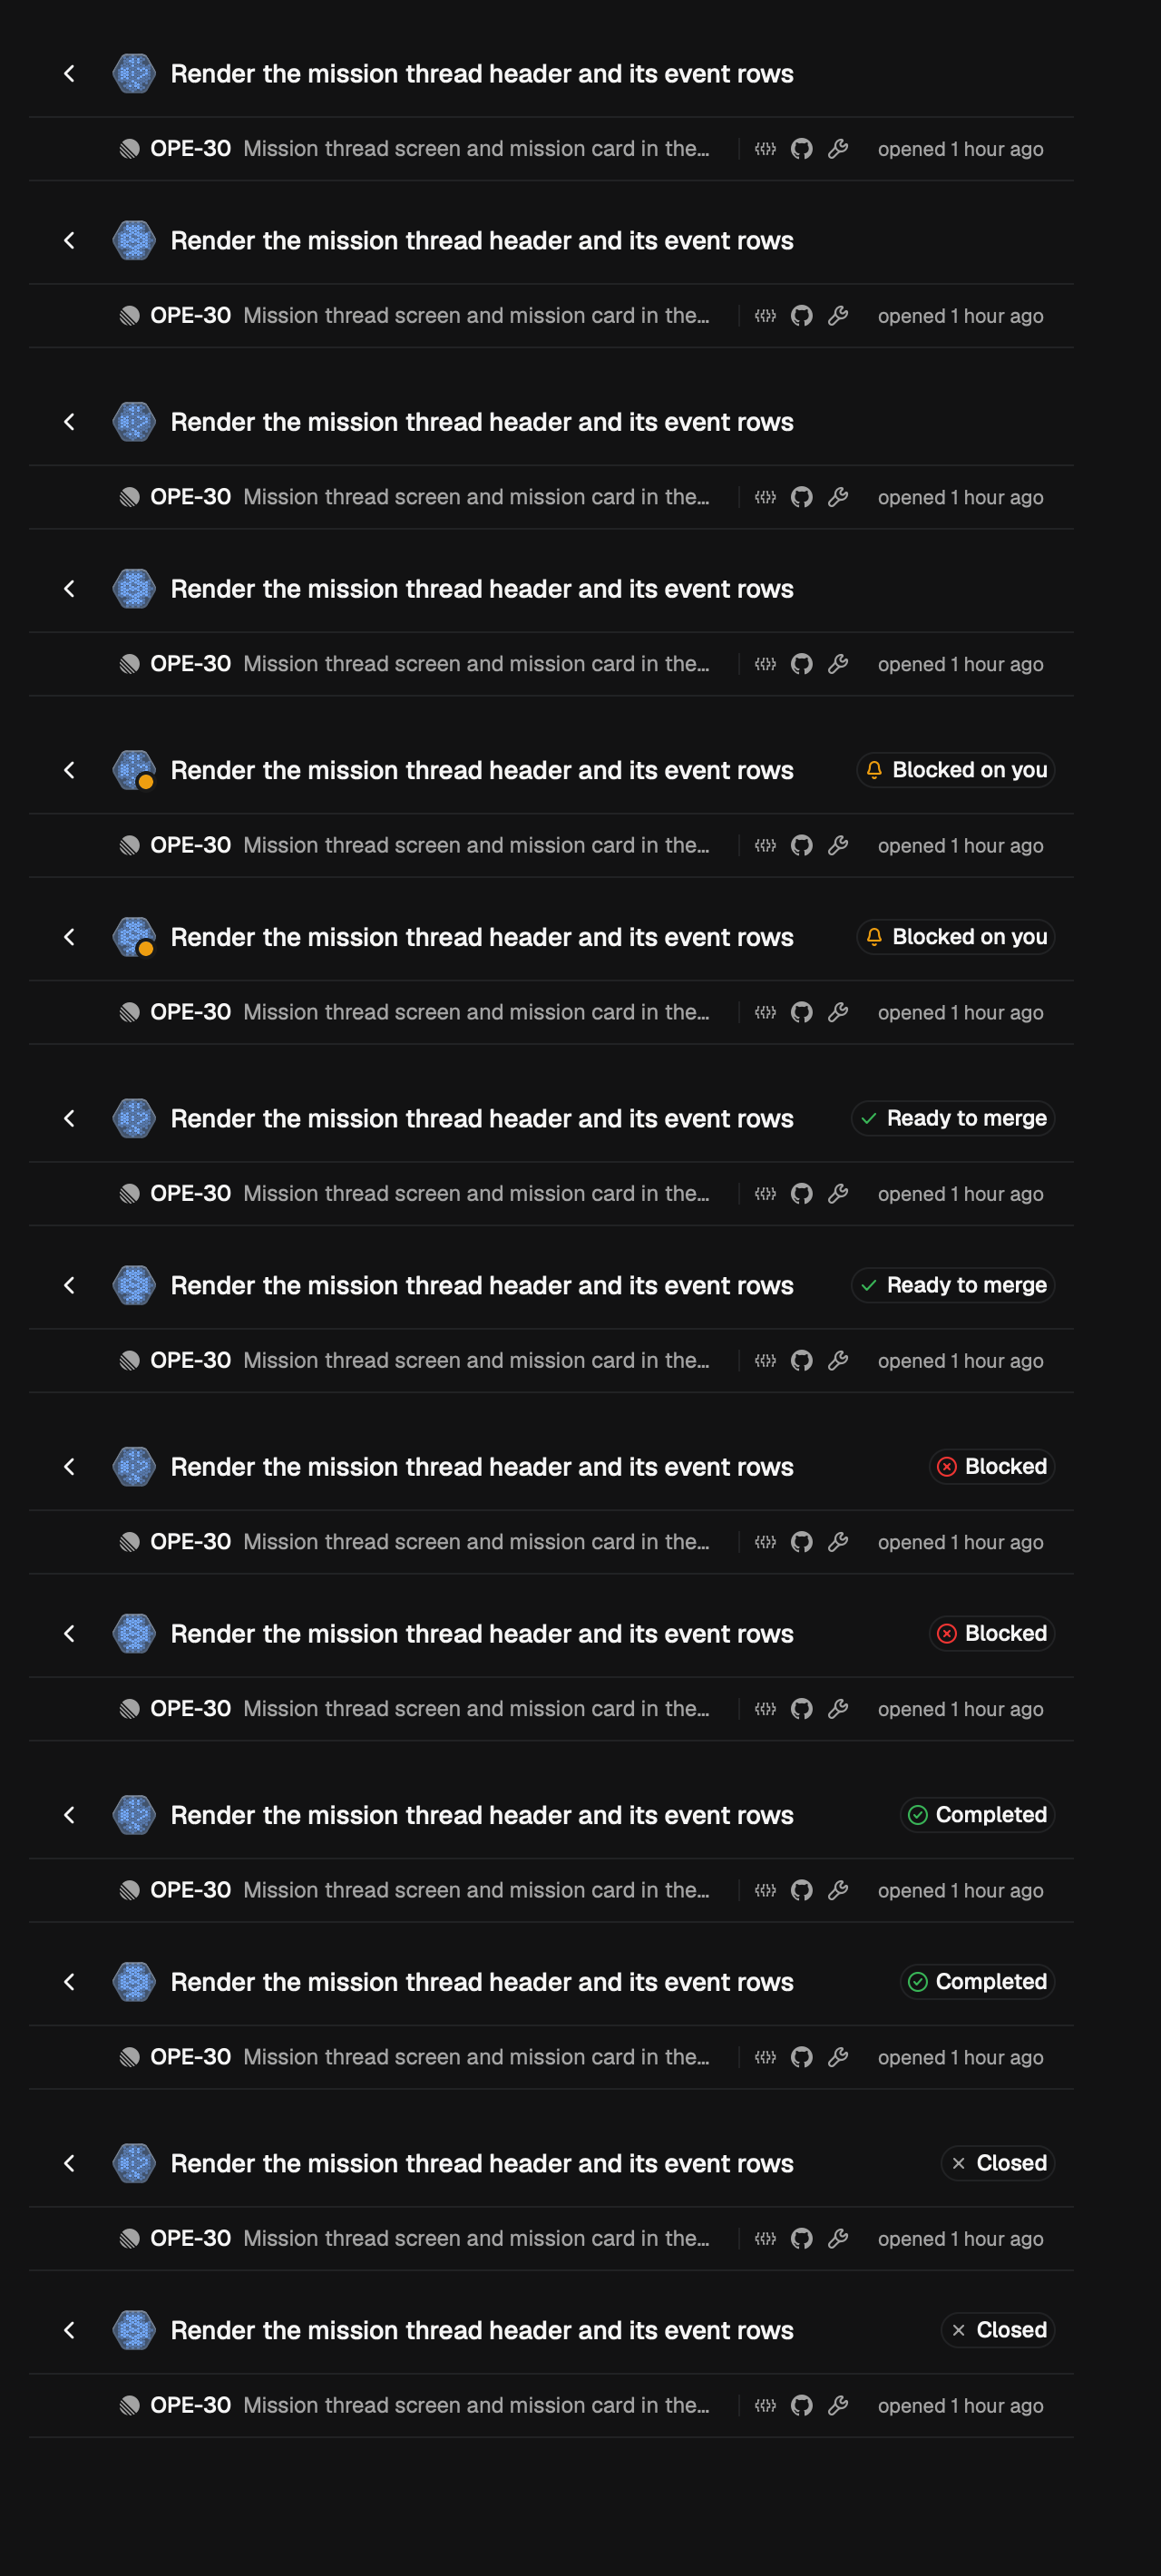 Render the mission thread header and its event rows
OPE-30 Mission thread screen and mission card in the... opened 1 hour ago
Render the mission thread header and its event rows
OPE-30 Mission thread screen and mission card in the... opened 1 hour ago
Render the mission thread header and its event rows
OPE-30 Mission thread screen and mission card in the... opened 1 hour ago
Render the mission thread header and its event rows
OPE-30 Mission thread screen and mission card in the... opened 1 hour ago
Render the mission thread header and its event rows Blocked on you
OPE-30 Mission thread screen and mission card in the... opened 1 hour ago
Render the mission thread header and its event rows Blocked on you
OPE-30 Mission thread screen and mission card in the... opened 1 hour ago
Render the mission thread header and its event rows Ready to merge
OPE-30 Mission thread screen and mission card in the... opened 1 hour ago
Render the mission thread header and its event rows Ready to merge
OPE-30 Mission thread screen and mission card in the... opened 1 hour ago
Render the mission thread header and its event rows Blocked
OPE-30 Mission thread screen and mission card in the... opened 1 hour ago
Render the mission thread header and its event rows Blocked
OPE-30 Mission thread screen and mission card in the... opened 1 hour ago
Render the mission thread header and its event rows Completed
OPE-30 Mission thread screen and mission card in the... opened 1 hour ago
Render the mission thread header and its event rows Completed
OPE-30 Mission thread screen and mission card in the... opened 1 hour ago
Render the mission thread header and its event rows Closed
OPE-30 Mission thread screen and mission card in the... opened 1 hour ago
Render the mission thread header and its event rows Closed
OPE-30 Mission thread screen and mission card in the... opened 1 hour ago